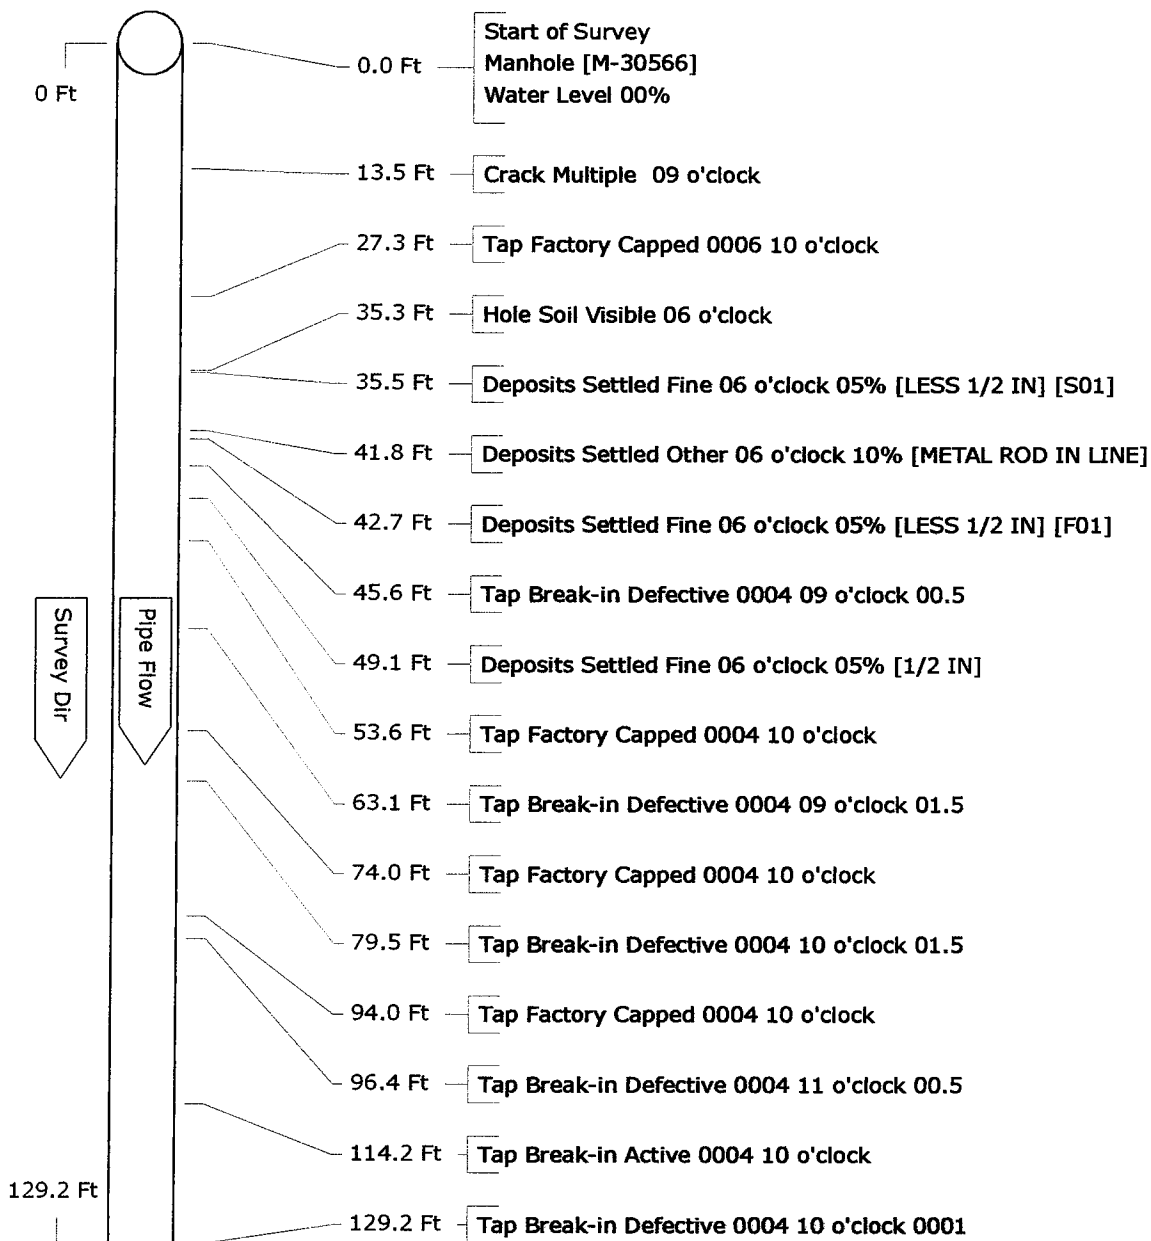 0 Ft
0.0 Ft
Start of Survey
Manhole [M-30566]
Water Level 00%
13.5 Ft Crack Multiple 09 o'clock
27.3 Ft Tap Factory Capped 0006 10 o'clock
35.3 Ft Hole Soil Visible 06 o'clock
35.5 Ft Deposits Settled Fine 06 o'clock 05% [LESS 1/2 IN] [S01]
41.8 Ft Deposits Settled Other 06 o'clock 10% [METAL ROD IN LINE]
42.7 Ft Deposits Settled Fine 06 o'clock 05% [LESS 1/2 IN] [F01]
45.6 Ft Tap Break-in Defective 0004 09 o'clock 00.5
49.1 Ft Deposits Settled Fine 06 o'clock 05% [1/2 IN]
53.6 Ft Tap Factory Capped 0004 10 o'clock
63.1 Ft Tap Break-in Defective 0004 09 o'clock 01.5
74.0 Ft Tap Factory Capped 0004 10 o'clock
79.5 Ft Tap Break-in Defective 0004 10 o'clock 01.5
94.0 Ft Tap Factory Capped 0004 10 o'clock
96.4 Ft Tap Break-in Defective 0004 11 o'clock 00.5
114.2 Ft Tap Break-in Active 0004 10 o'clock
129.2 Ft Tap Break-in Defective 0004 10 o'clock 0001
Survey Dir
Pipe Flow
129.2 Ft